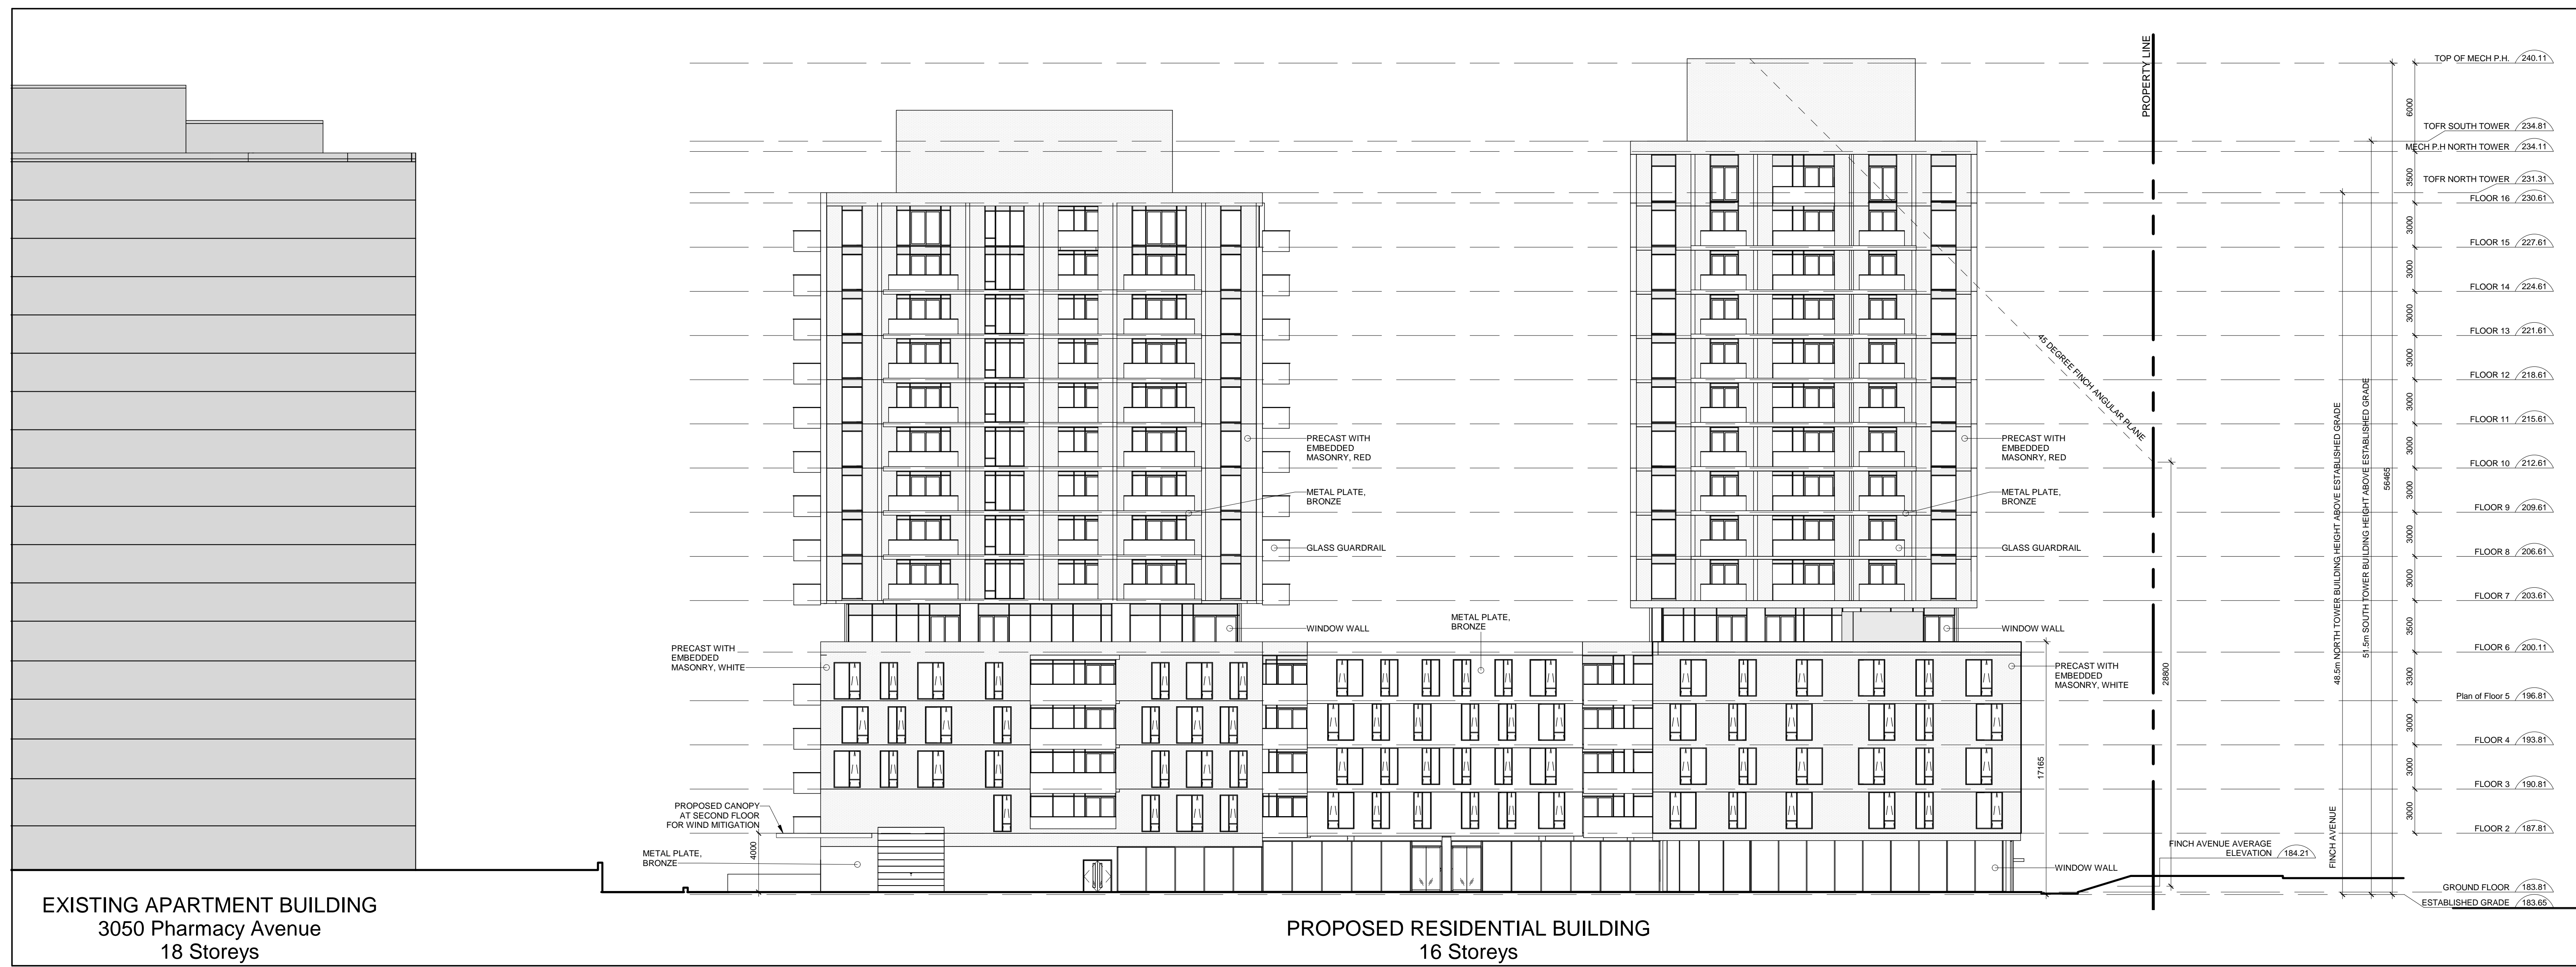 PROPERTY LINE
TOP OF MECH P.H. 240.11
6000
TOFR SOUTH TOWER 234.81
MECH P.H NORTH TOWER 234.11
3500
TOFR NORTH TOWER 231.31
FLOOR 16 230.61
3000
FLOOR 15 227.61
3000
FLOOR 14 224.61
3000
FLOOR 13 221.61
3000
FLOOR 12 218.61
3000
FLOOR 11 215.61
3000
FLOOR 10 212.61
3000
FLOOR 9 209.61
3000
FLOOR 8 206.61
3000
FLOOR 7 203.61
3500
FLOOR 6 200.11
3300
Plan of Floor 5 196.81
3000
FLOOR 4 193.81
3000
FLOOR 3 190.81
3000
FLOOR 2 187.81
FINCH AVENUE AVERAGE
ELEVATION 184.21
GROUND FLOOR 183.81
ESTABLISHED GRADE 183.65
45 DEGREE FINCH ANGULAR PLANE
48.5m NORTH TOWER BUILDING HEIGHT ABOVE ESTABLISHED GRADE
51.5m SOUTH TOWER BUILDING HEIGHT ABOVE ESTABLISHED GRADE
56465
28800
17165
FINCH AVENUE
PRECAST WITH
EMBEDDED
MASONRY, RED
METAL PLATE,
BRONZE
GLASS GUARDRAIL
WINDOW WALL
METAL PLATE,
BRONZE
PRECAST WITH
EMBEDDED
MASONRY, RED
METAL PLATE,
BRONZE
GLASS GUARDRAIL
WINDOW WALL
PRECAST WITH
EMBEDDED
MASONRY, WHITE
PRECAST WITH
EMBEDDED
MASONRY, WHITE
PROPOSED CANOPY
AT SECOND FLOOR
FOR WIND MITIGATION
4000
METAL PLATE,
BRONZE
WINDOW WALL
EXISTING APARTMENT BUILDING
3050 Pharmacy Avenue
18 Storeys
PROPOSED RESIDENTIAL BUILDING
16 Storeys